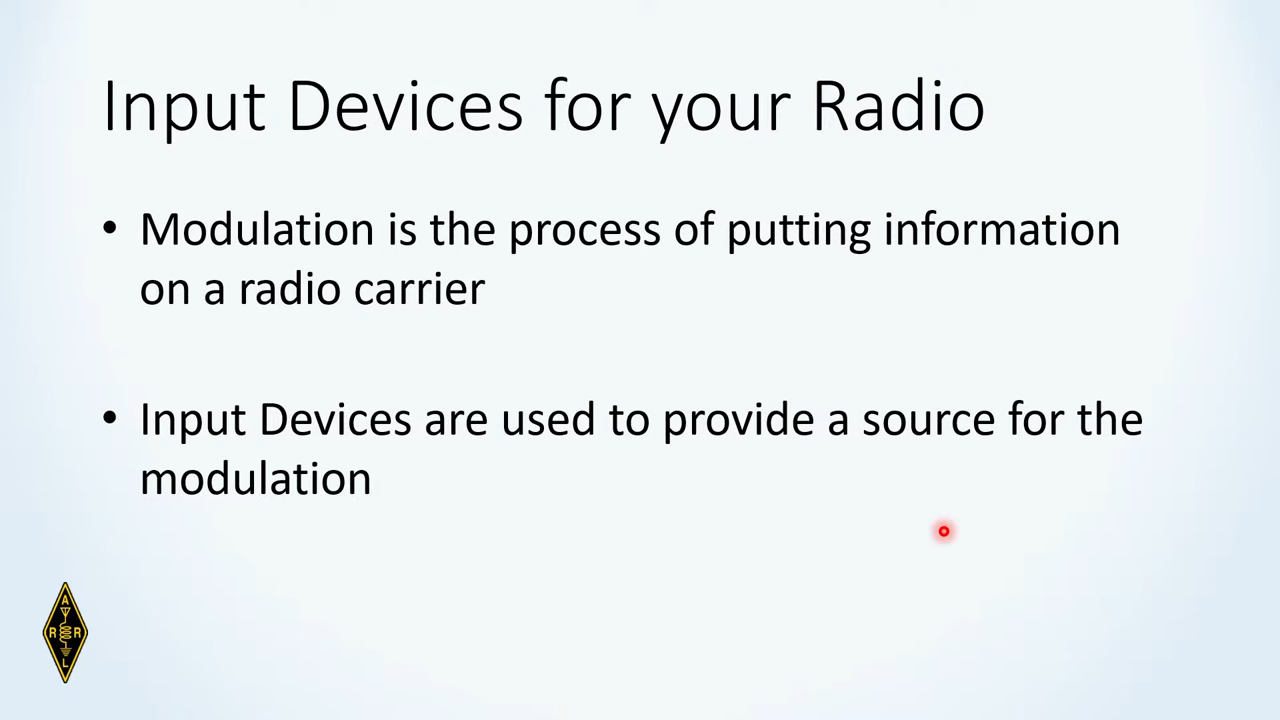 Input Devices for your Radio
• Modulation is the process of putting information
on a radio carrier
• Input Devices are used to provide a source for the
modulation
A
R R
L